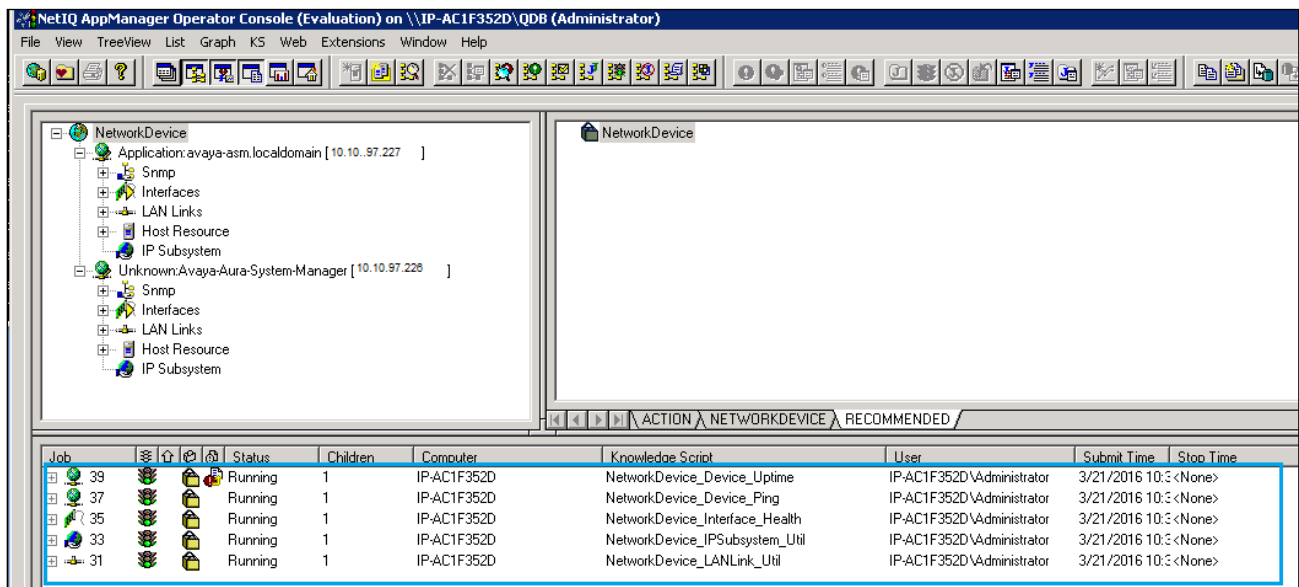 NetIQ AppManager Operator Console (Evaluation) on \\IP-AC1F352D\QDB (Administrator)
File View TreeView List Graph KS Web Extensions Window Help
NetworkDevice
Application:avaya-asm.localdomain [ 10.10..97.227 ]
Snmp
Interfaces
LAN Links
Host Resource
IP Subsystem
Unknown:Avaya-Aura-System-Manager [ 10.10.97.226 ]
Snmp
Interfaces
LAN Links
Host Resource
IP Subsystem
NetworkDevice
ACTION NETWORKDEVICE RECOMMENDED
Job Status Children Computer Knowledge Script User Submit Time Stop Time
39 Running 1 IP-AC1F352D NetworkDevice_Device_Uptime IP-AC1F352D\Administrator 3/21/2016 10:3 <None>
37 Running 1 IP-AC1F352D NetworkDevice_Device_Ping IP-AC1F352D\Administrator 3/21/2016 10:3 <None>
35 Running 1 IP-AC1F352D NetworkDevice_Interface_Health IP-AC1F352D\Administrator 3/21/2016 10:3 <None>
33 Running 1 IP-AC1F352D NetworkDevice_IPSubsystem_Util IP-AC1F352D\Administrator 3/21/2016 10:3 <None>
31 Running 1 IP-AC1F352D NetworkDevice_LANLink_Util IP-AC1F352D\Administrator 3/21/2016 10:3 <None>